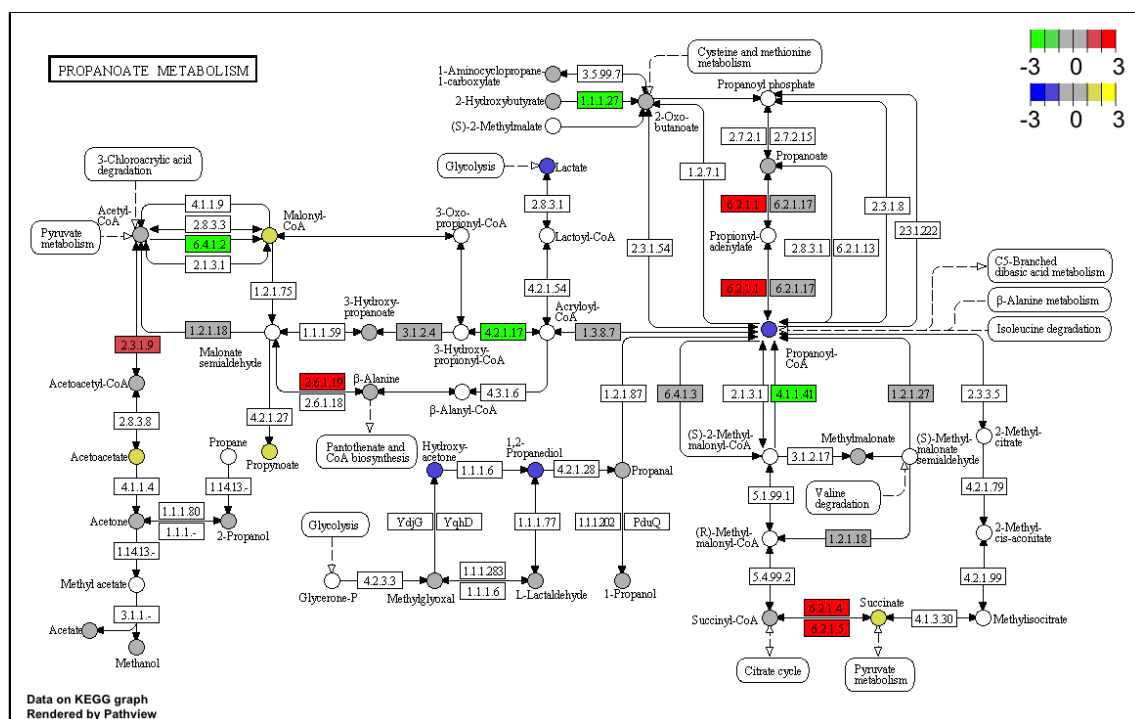 PROPANOATE METABOLISM
-3 0 3
-3 0 3
Cysteine and methionine
metabolism
1-Aminocyclopropane
1-carboxylate
3.5.99.7
Propanoyl phosphate
2-Hydroxybutyrate
1.1.1.27
2-Oxo-
butanoate
(S)-2-Methylmalate
2.7.2.1
2.7.2.15
3-Chloroacrylic acid
degradation
Glycolysis
Lactate
1.2.7.1
Propanoate
4.1.1.9
Acetyl-
CoA
Malonyl-
CoA
2.8.3.3
6.4.1.2
2.1.3.1
Pyruvate
metabolism
3-Oxo-
propionyl-CoA
2.8.3.1
Lactoyl-CoA
6.2.1.1
6.2.1.17
2.3.1.8
2.3.1.222
Propionyl-
adenylate
2.3.1.54
2.8.3.1
6.2.1.13
C5-Branched
dibasic acid metabolism
1.2.1.75
4.2.1.54
6.2.1.1
6.2.1.17
β-Alanine metabolism
3-Hydroxy-
propanoate
Acryloyl-
CoA
Isoleucine degradation
1.2.1.18
1.1.1.59
3.1.2.4
4.2.1.17
1.3.8.7
2.3.1.9
Malonate
semialdehyde
3-Hydroxy-
propionyl-CoA
Propanoyl-
CoA
Acetoacetyl-CoA
2.6.1.19
2.6.1.18
β-Alanine
4.3.1.6
β-Alanyl-CoA
1.2.1.87
6.4.1.3
2.1.3.1
4.1.1.41
1.2.1.27
2.3.3.5
2.8.3.8
4.2.1.27
Pantothenate and
CoA biosynthesis
Hydroxy-
acetone
1,2-
Propanediol
(S)-2-Methyl-
malonyl-CoA
Methylmalonate
(S)-Methyl-
malonate
semialdehyde
2-Methyl-
citrate
Acetoacetate
Propane
Propynoate
1.1.1.6
4.2.1.28
Propanal
3.1.2.17
4.1.1.4
1.14.13.-
Valine
degradation
4.2.1.79
5.1.99.1
1.1.1.80
1.1.1.-
Acetone
2-Propanol
Glycolysis
YdjG
YqhD
1.1.1.77
1.1.1.202
PduQ
(R)-Methyl-
malonyl-CoA
1.2.1.18
2-Methyl-
cis-aconitate
1.14.13.-
Methyl acetate
4.2.3.3
1.1.1.283
1.1.1.6
Glycerone-P
Methylglyoxal
L-Lactaldehyde
1-Propanol
5.4.99.2
4.2.1.99
3.1.1.-
Acetate
Methanol
Succinyl-CoA
6.2.1.4
6.2.1.5
Succinate
4.1.3.30
Methylisocitrate
Citrate cycle
Pyruvate
metabolism
Data on KEGG graph
Rendered by Pathview